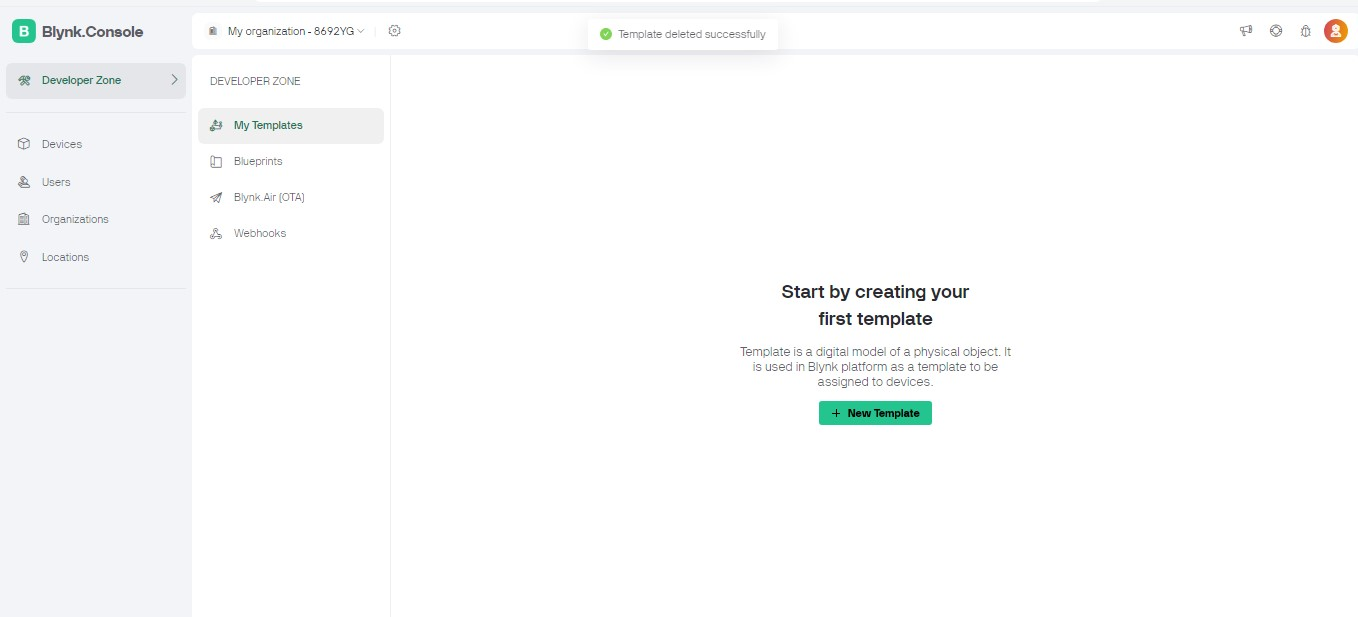 B Blynk.Console
My organization - 8692YG
Template deleted successfully
Developer Zone
Devices
Users
Organizations
Locations
DEVELOPER ZONE
My Templates
Blueprints
Blynk.Air (OTA)
Webhooks
Start by creating your
first template
Template is a digital model of a physical object. It
is used in Blynk platform as a template to be
assigned to devices.
+ New Template